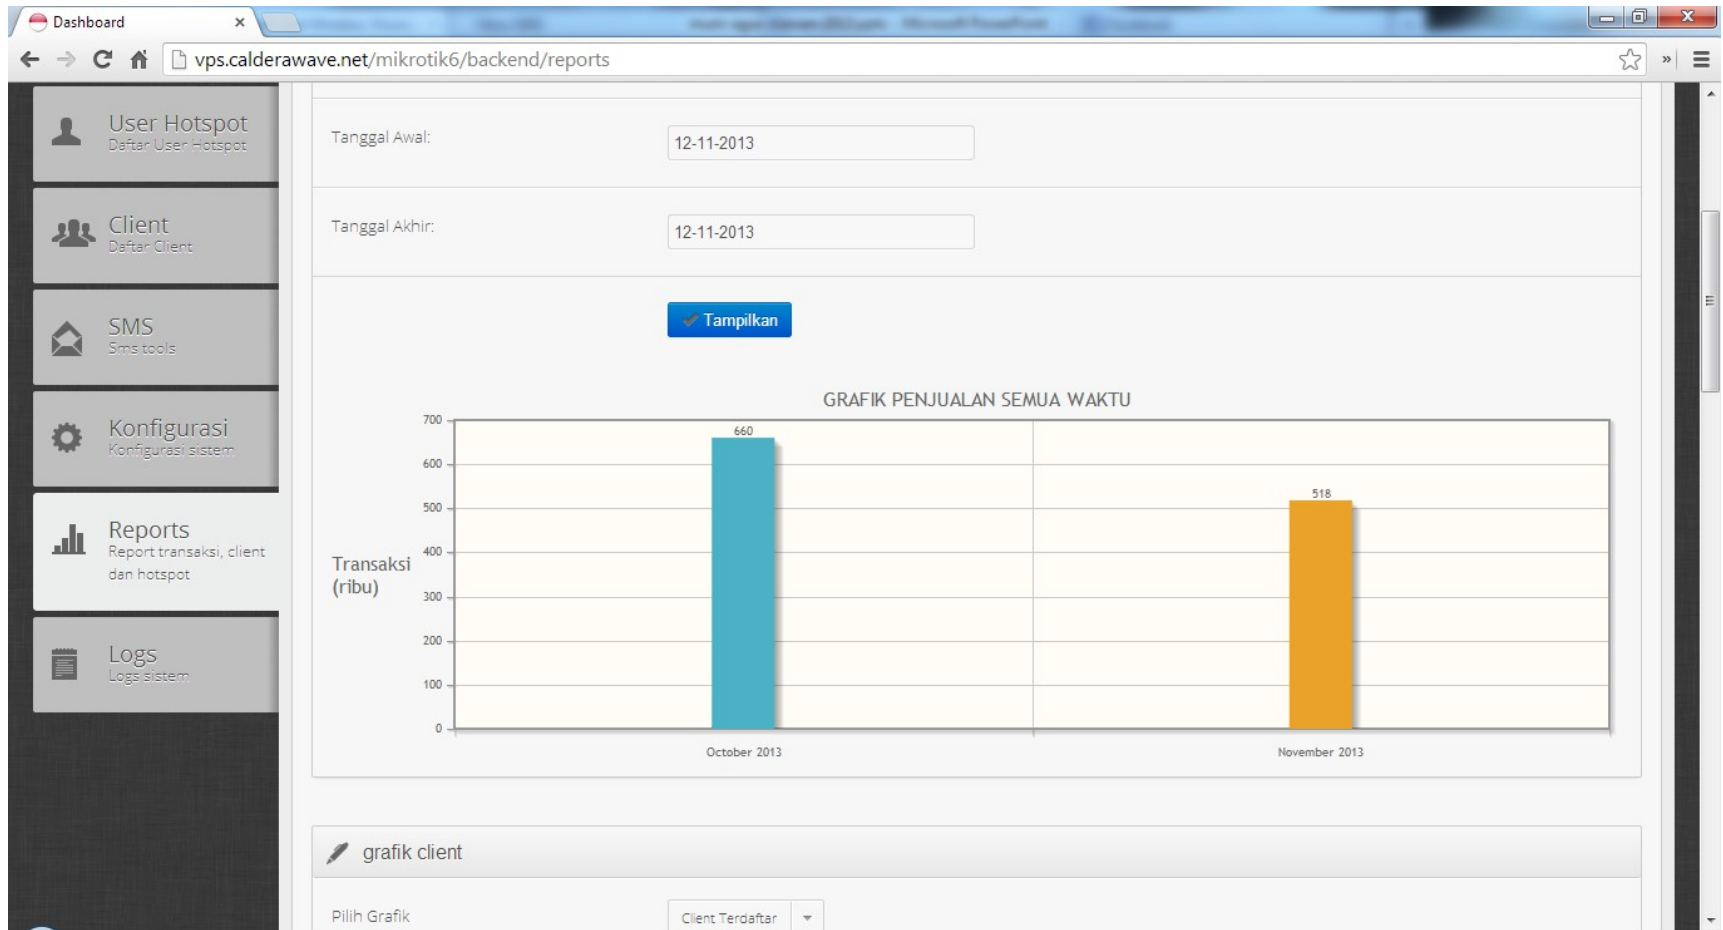 Dashboard
vps.calderawave.net/mikrotik6/backend/reports
User Hotspot
Daftar User Hotspot
Client
Daftar Client
SMS
Sms tools
Konfigurasi
Konfigurasi sistem
Reports
Report transaksi, client
dan hotspot
Logs
Logs sistem
Tanggal Awal:
12-11-2013
Tanggal Akhir:
12-11-2013
Tampilkan
GRAFIK PENJUALAN SEMUA WAKTU
Transaksi
(ribu)
700
600
500
400
300
200
100
0
660
518
October 2013
November 2013
grafik client
Pilih Grafik
Client Terdaftar